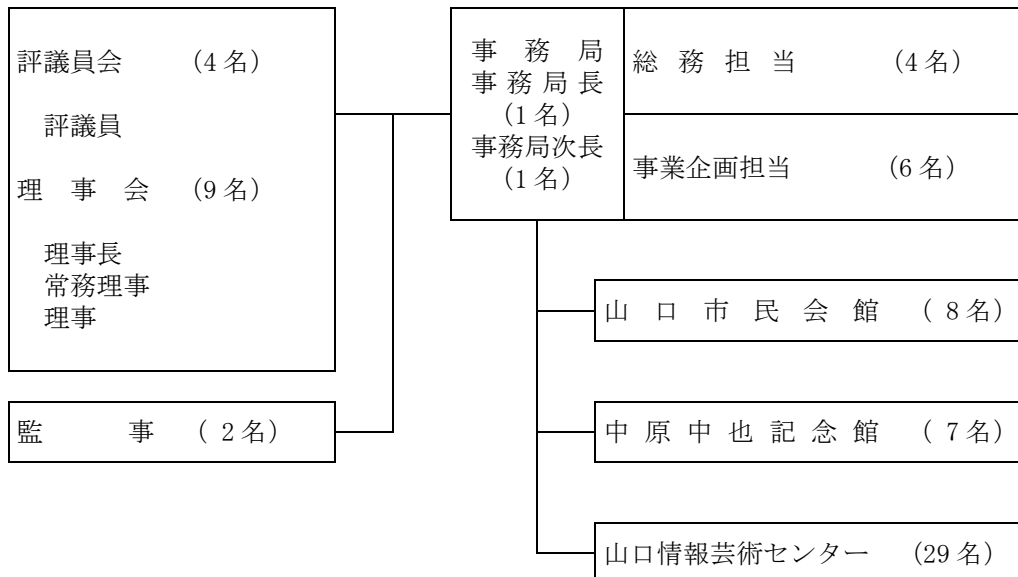 評議員会 (4名)
評議員
理事会 (9名)
理事長
常務理事
理事
監事 (2名)
事務局
事務局長
(1名)
事務局次長
(1名)
総務担当 (4名)
事業企画担当 (6名)
山口市民会館 (8名)
中原中也記念館 (7名)
山口情報芸術センター (29名)